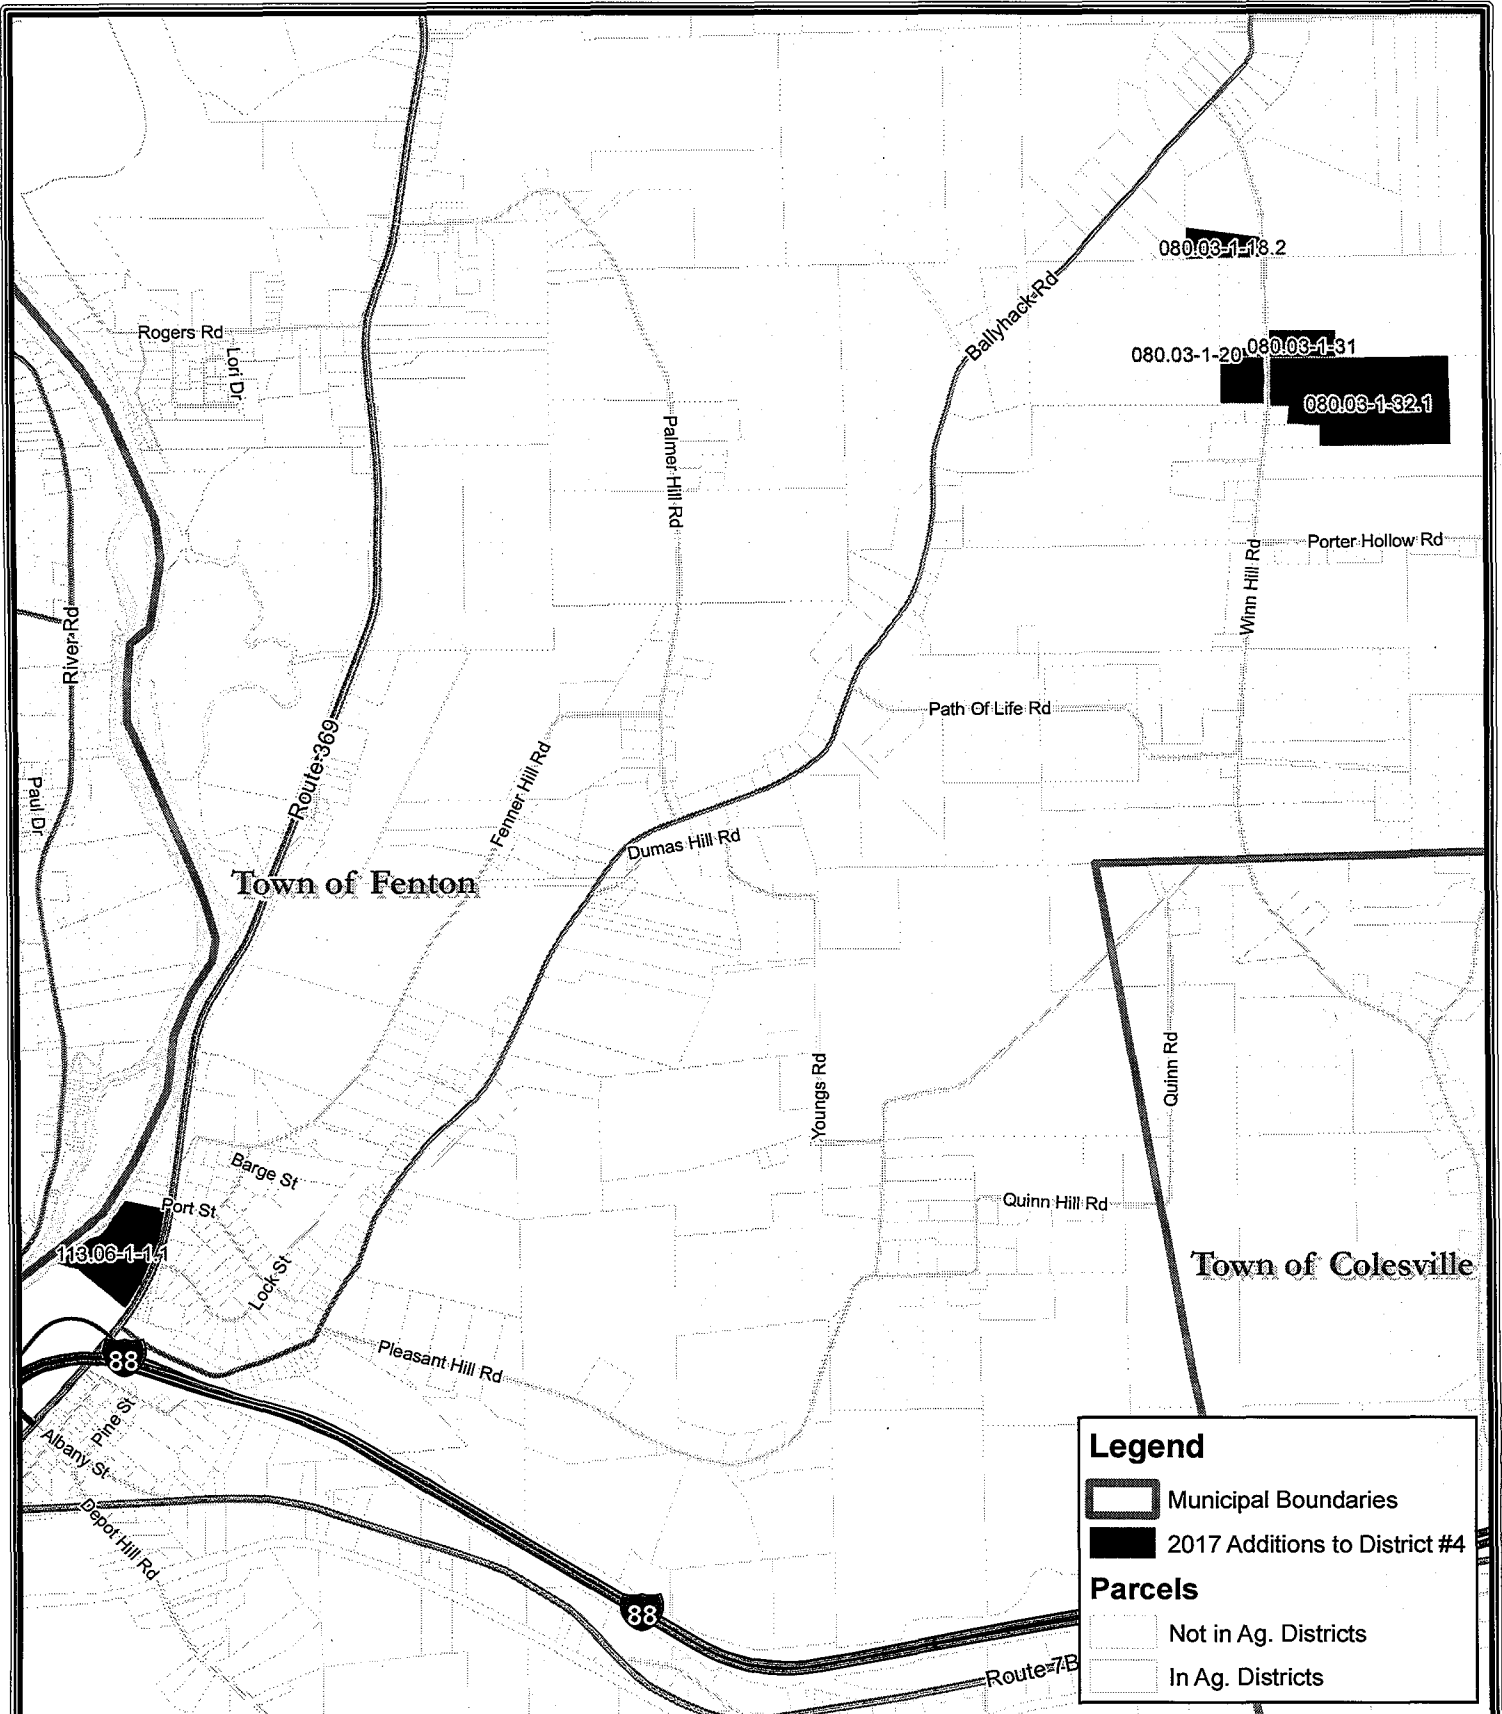 080.03-1-18.2
Ballyhack Rd
Rogers Rd
Lori Dr
080.03-1-20
080.03-1-31
080.03-1-32.1
Palmer Hill Rd
Porter Hollow Rd
Winn Hill Rd
River Rd
Path Of Life Rd
Route 369
Fenner Hill Rd
Paul Dr
Dumas Hill Rd
Town of Fenton
Youngs Rd
Quinn Rd
Barge St
Port St
Quinn Hill Rd
113.06-1-1.1
Lock St
Town of Colesville
Pleasant Hill Rd
88
Pine St
Albany St
Depot Hill Rd
88
Route 7B
Legend
Municipal Boundaries
2017 Additions to District #4
Parcels
Not in Ag. Districts
In Ag. Districts